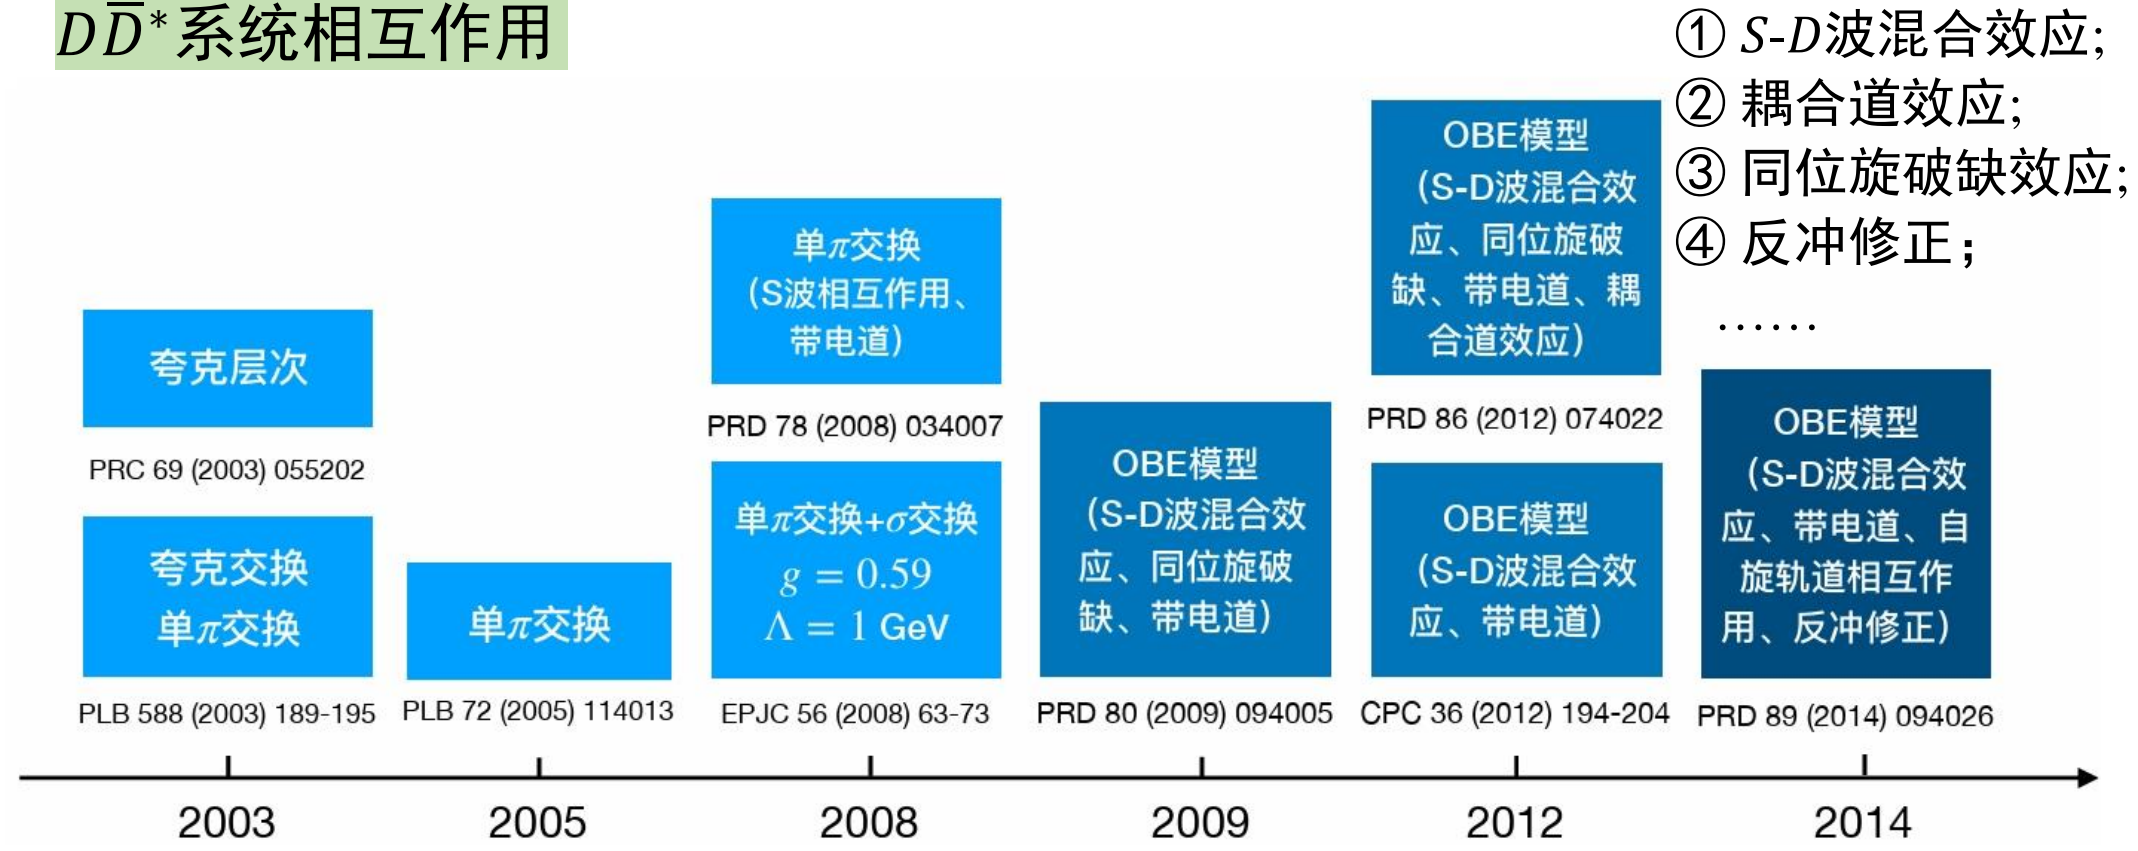 D D̅*系统相互作用
① S-D波混合效应;
② 耦合道效应;
③ 同位旋破缺效应;
④ 反冲修正；
……
夸克层次
PRC 69 (2003) 055202
夸克交换
单π交换
PLB 588 (2003) 189-195
单π交换
PLB 72 (2005) 114013
单π交换
（S波相互作用、
带电道）
PRD 78 (2008) 034007
单π交换+σ交换
g = 0.59
Λ = 1 GeV
EPJC 56 (2008) 63-73
OBE模型
（S-D波混合效
应、同位旋破
缺、带电道）
PRD 80 (2009) 094005
OBE模型
（S-D波混合效
应、同位旋破
缺、带电道、耦
合道效应）
PRD 86 (2012) 074022
OBE模型
（S-D波混合效
应、带电道）
CPC 36 (2012) 194-204
OBE模型
（S-D波混合效
应、带电道、自
旋轨道相互作
用、反冲修正）
PRD 89 (2014) 094026
2003
2005
2008
2009
2012
2014